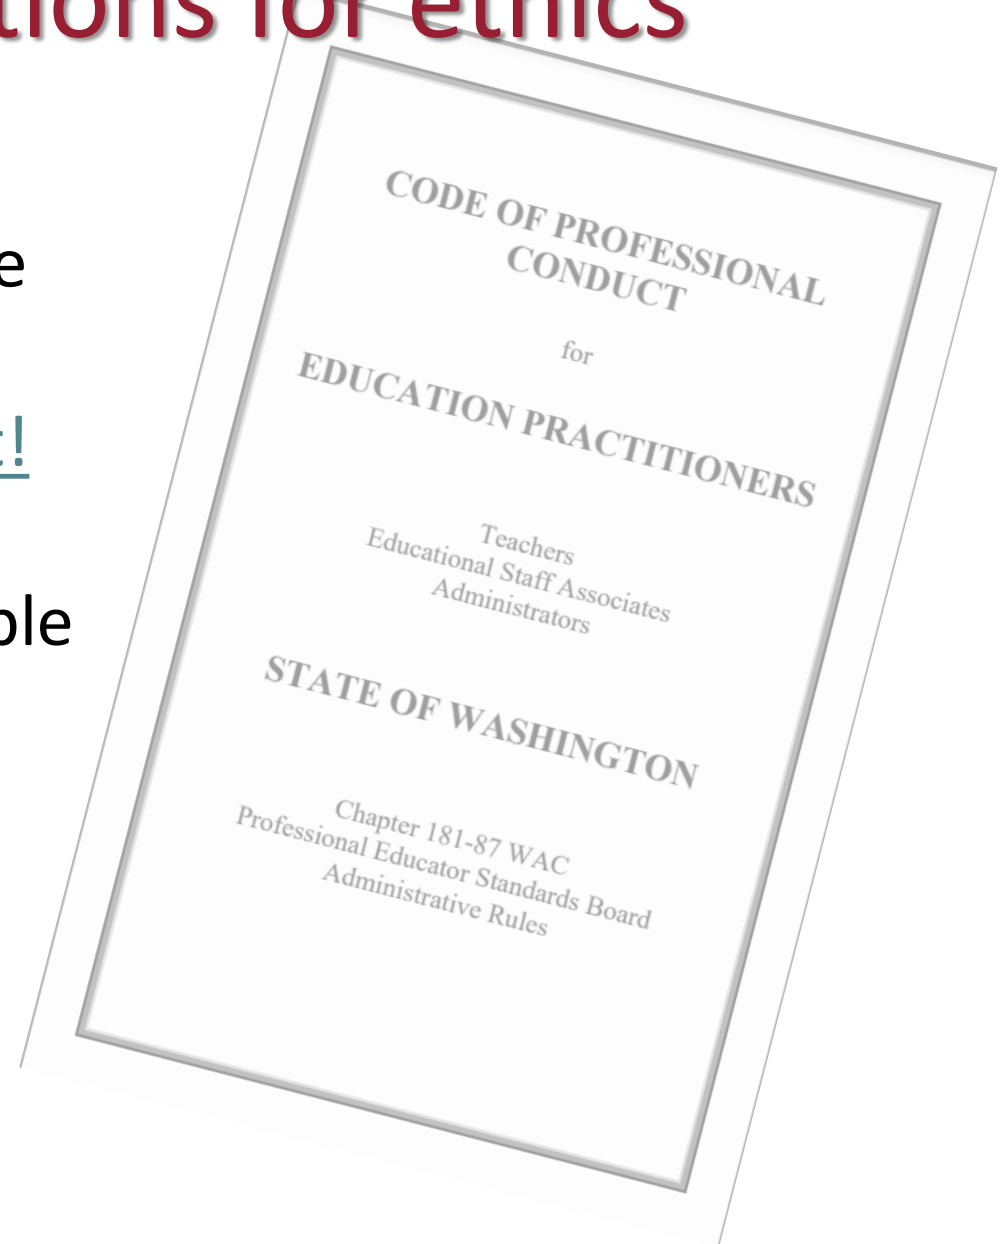 tions for ethics
e
t!
ple
CODE OF PROFESSIONAL
CONDUCT
for
EDUCATION PRACTITIONERS
Teachers
Educational Staff Associates
Administrators
STATE OF WASHINGTON
Chapter 181-87 WAC
Professional Educator Standards Board
Administrative Rules